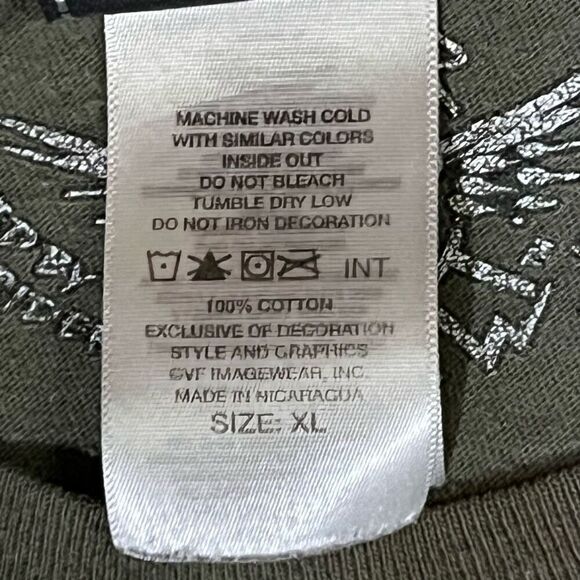 MACHINE WASH COLD
WITH SIMILAR COLORS
INSIDE OUT
DO NOT BLEACH
TUMBLE DRY LOW
DO NOT IRON DECORATION
INT
100% COTTON
EXCLUSIVE OF DECORATION
STYLE AND GRAPHICS
GVF IMAGEWEAR, INC.
MADE IN NICARAGUA
SIZE: XL